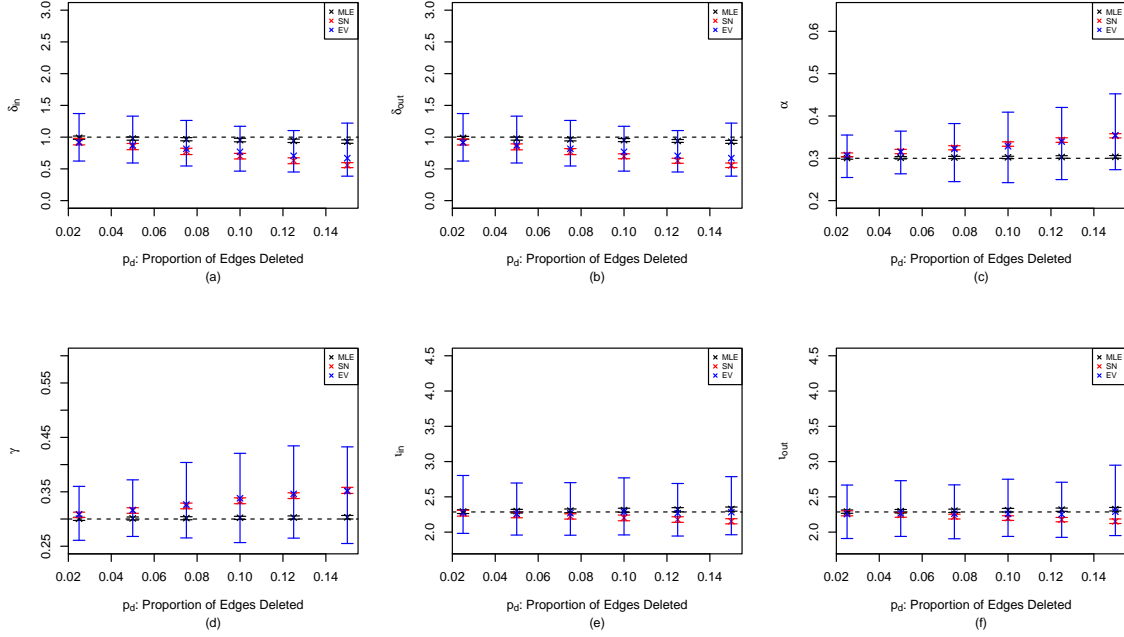 3.0
2.5
2.0
1.5
1.0
0.5
0.0
δin
MLE
SN
EV
0.02 0.04 0.06 0.08 0.10 0.12 0.14
pd: Proportion of Edges Deleted
(a)
3.0
2.5
2.0
1.5
1.0
0.5
0.0
δout
MLE
SN
EV
0.02 0.04 0.06 0.08 0.10 0.12 0.14
pd: Proportion of Edges Deleted
(b)
0.6
0.5
0.4
0.3
0.2
α
MLE
SN
EV
0.02 0.04 0.06 0.08 0.10 0.12 0.14
pd: Proportion of Edges Deleted
(c)
0.55
0.45
0.35
0.25
γ
MLE
SN
EV
0.02 0.04 0.06 0.08 0.10 0.12 0.14
pd: Proportion of Edges Deleted
(d)
4.5
4.0
3.5
3.0
2.5
2.0
ιin
MLE
SN
EV
0.02 0.04 0.06 0.08 0.10 0.12 0.14
pd: Proportion of Edges Deleted
(e)
4.5
4.0
3.5
3.0
2.5
2.0
ιout
MLE
SN
EV
0.02 0.04 0.06 0.08 0.10 0.12 0.14
pd: Proportion of Edges Deleted
(f)